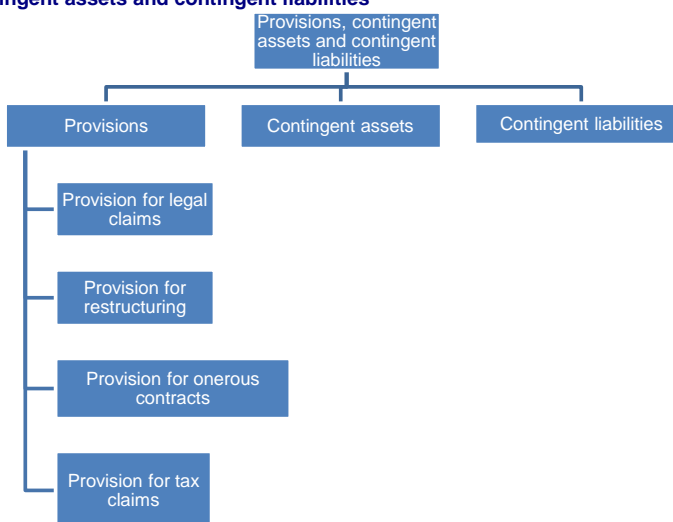 ingent assets and contingent liabilities
Provisions, contingent
assets and contingent
liabilities
Provisions
Contingent assets
Contingent liabilities
Provision for legal
claims
Provision for
restructuring
Provision for onerous
contracts
Provision for tax
claims